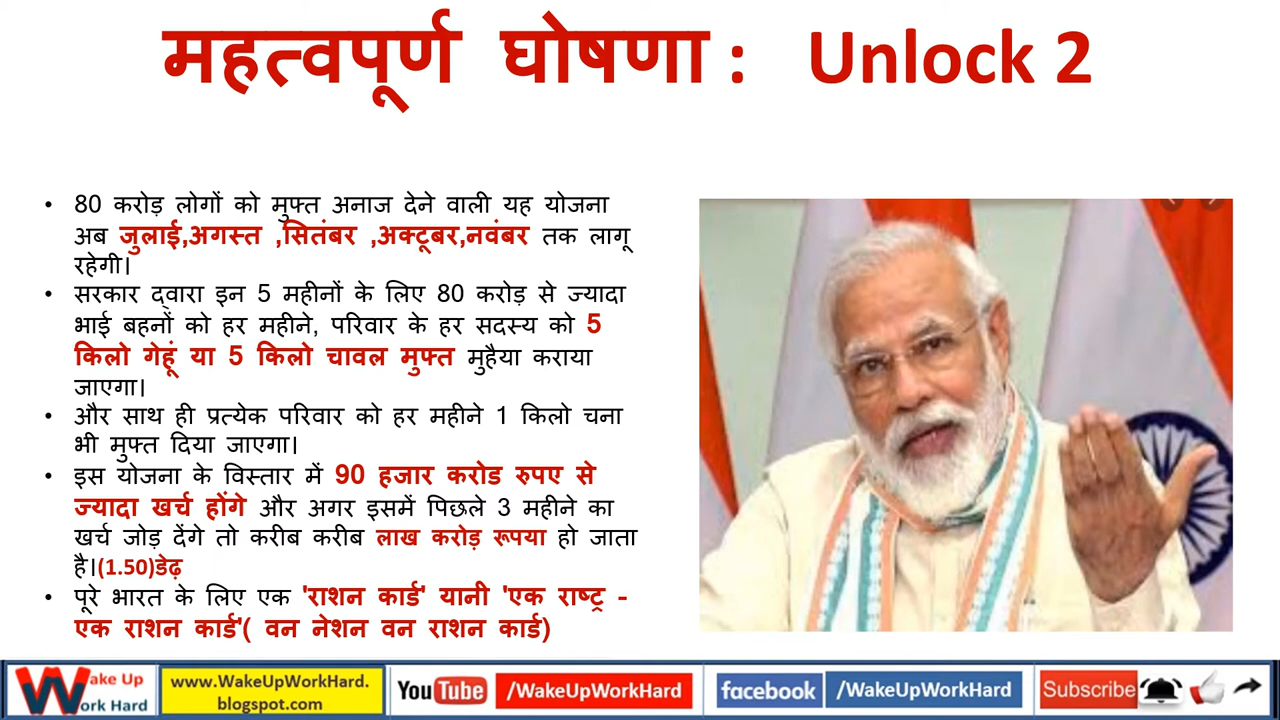 महत्वपूर्ण घोषणा : Unlock 2
• 80 करोड़ लोगों को मुफ्त अनाज देने वाली यह योजना
अब जुलाई,अगस्त ,सितंबर ,अक्टूबर,नवंबर तक लागू
रहेगी।
• सरकार द्वारा इन 5 महीनों के लिए 80 करोड़ से ज्यादा
भाई बहनों को हर महीने, परिवार के हर सदस्य को 5
किलो गेहूं या 5 किलो चावल मुफ्त मुहैया कराया
जाएगा।
• और साथ ही प्रत्येक परिवार को हर महीने 1 किलो चना
भी मुफ्त दिया जाएगा।
• इस योजना के विस्तार में 90 हजार करोड रुपए से
ज्यादा खर्च होंगे और अगर इसमें पिछले 3 महीने का
खर्च जोड़ देंगे तो करीब करीब लाख करोड़ रूपया हो जाता
है।(1.50)डेढ़
• पूरे भारत के लिए एक 'राशन कार्ड' यानी 'एक राष्ट्र -
एक राशन कार्ड'( वन नेशन वन राशन कार्ड)
Wake Up
Work Hard
www.WakeUpWorkHard.
blogspot.com
YouTube /WakeUpWorkHard
facebook /WakeUpWorkHard
Subscribe